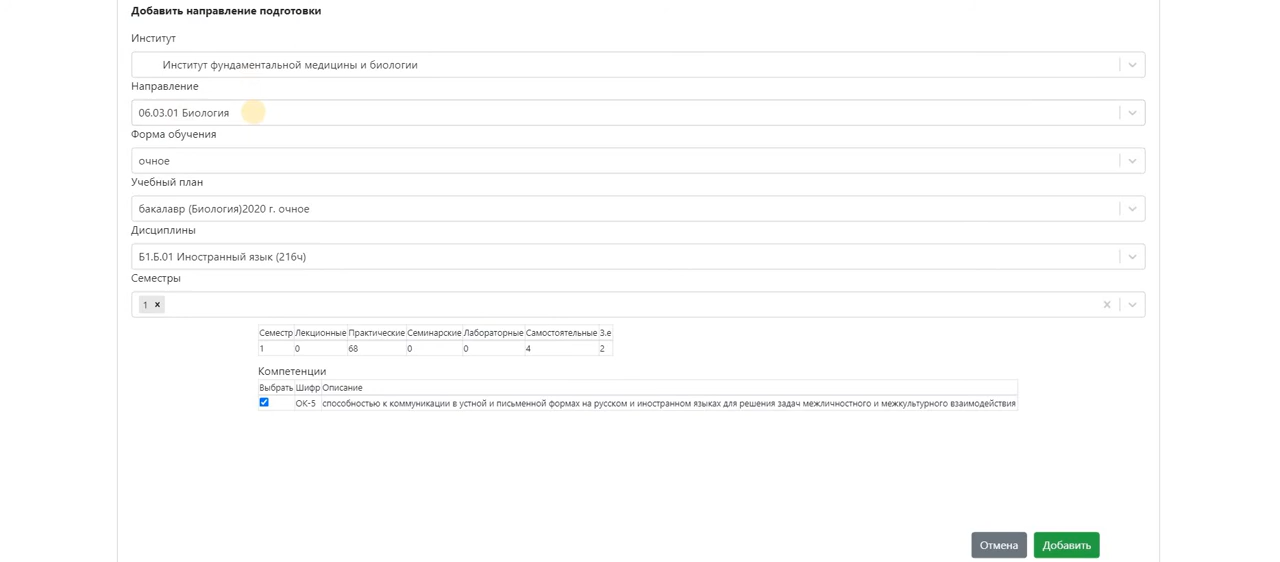 Добавить направление подготовки
Институт
Институт фундаментальной медицины и биологии
Направление
06.03.01 Биология
Форма обучения
очное
Учебный план
бакалавр (Биология)2020 г. очное
Дисциплины
Б1.Б.01 Иностранный язык (216ч)
Семестры
1 ×
Семестр Лекционные Практические Семинарские Лабораторные Самостоятельные З.е
1 0 68 0 0 4 2
Компетенции
Выбрать Шифр Описание
ОК-5 способностью к коммуникации в устной и письменной формах на русском и иностранном языках для решения задач межличностного и межкультурного взаимодействия
Отмена Добавить